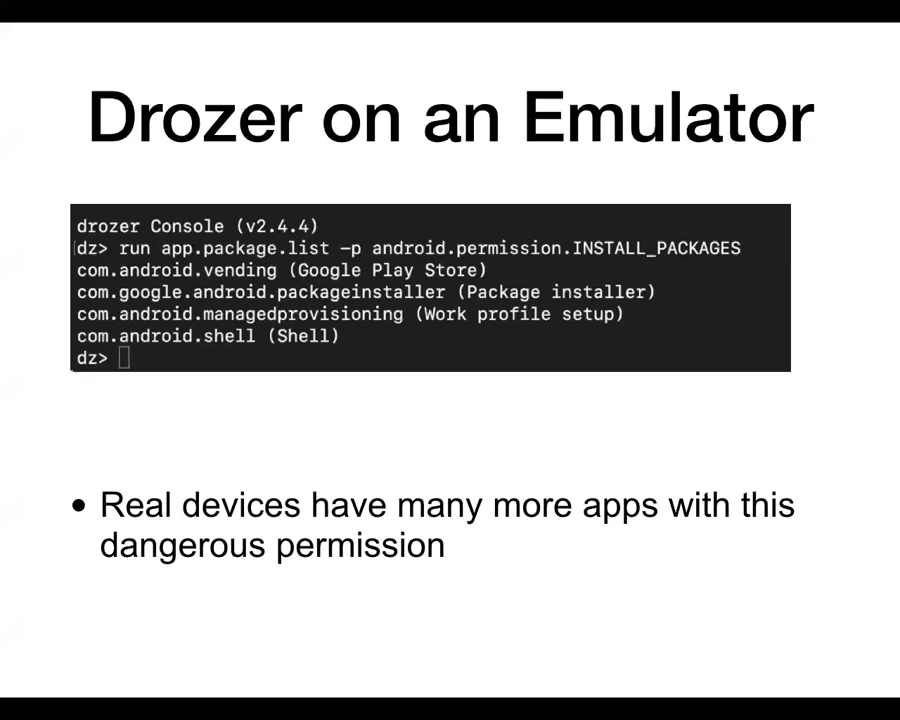 Drozer on an Emulator
drozer Console (v2.4.4)
dz> run app.package.list -p android.permission.INSTALL_PACKAGES
com.android.vending (Google Play Store)
com.google.android.packageinstaller (Package installer)
com.android.managedprovisioning (Work profile setup)
com.android.shell (Shell)
dz>
• Real devices have many more apps with this
dangerous permission